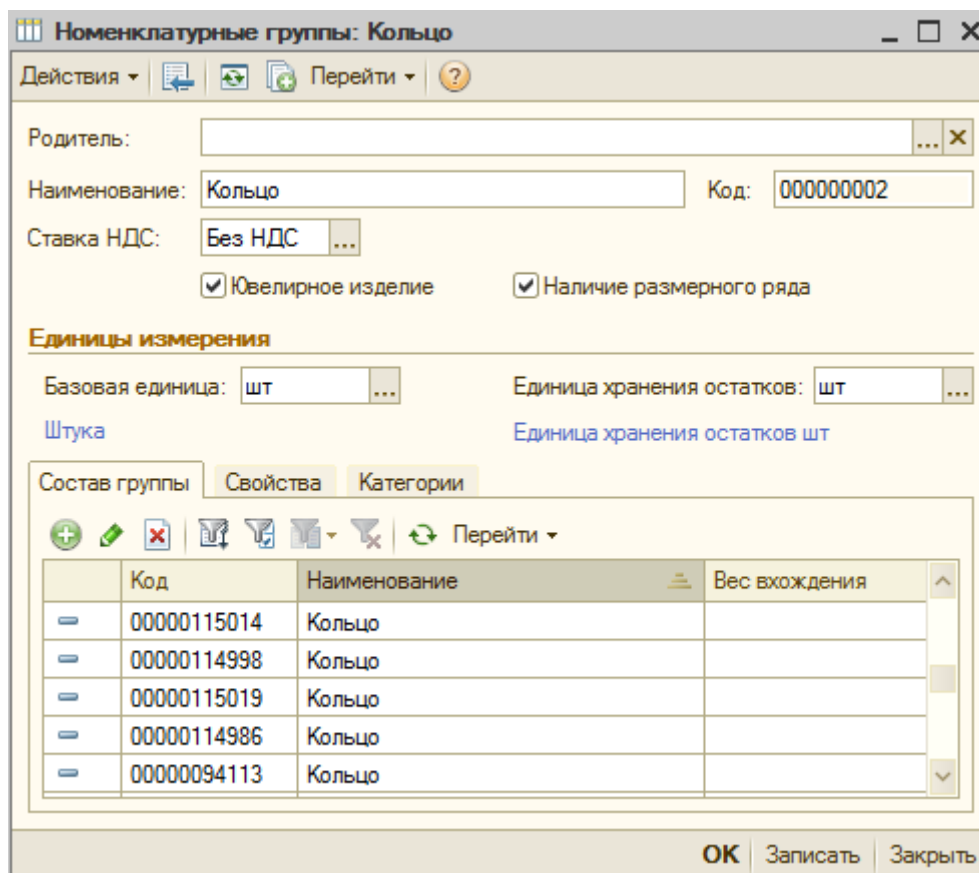 Номенклатурные группы: Кольцо
Действия Перейти ?
Родитель: ...
Наименование: Кольцо Код: 000000002
Ставка НДС: Без НДС ...
Ювелирное изделие Наличие размерного ряда
Единицы измерения
Базовая единица: шт ... Единица хранения остатков: шт ...
Штука Единица хранения остатков шт
Состав группы Свойства Категории
Перейти
Код Наименование Вес вхождения
00000115014 Кольцо
00000114998 Кольцо
00000115019 Кольцо
00000114986 Кольцо
00000094113 Кольцо
OK Записать Закрыть